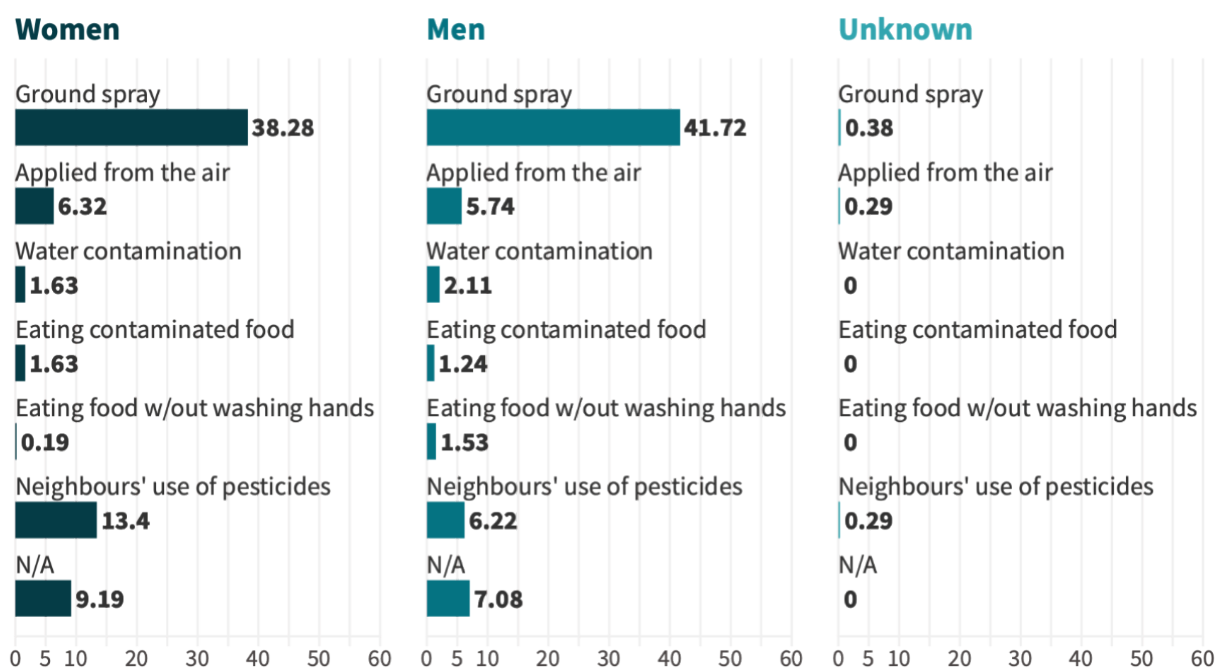 Women
Ground spray
38.28
Applied from the air
6.32
Water contamination
1.63
Eating contaminated food
1.63
Eating food w/out washing hands
0.19
Neighbours' use of pesticides
13.4
N/A
9.19
0 5 10 20 30 40 50 60
Men
Ground spray
41.72
Applied from the air
5.74
Water contamination
2.11
Eating contaminated food
1.24
Eating food w/out washing hands
1.53
Neighbours' use of pesticides
6.22
N/A
7.08
0 5 10 20 30 40 50 60
Unknown
Ground spray
0.38
Applied from the air
0.29
Water contamination
0
Eating contaminated food
0
Eating food w/out washing hands
0
Neighbours' use of pesticides
0.29
N/A
0
0 5 10 20 30 40 50 60